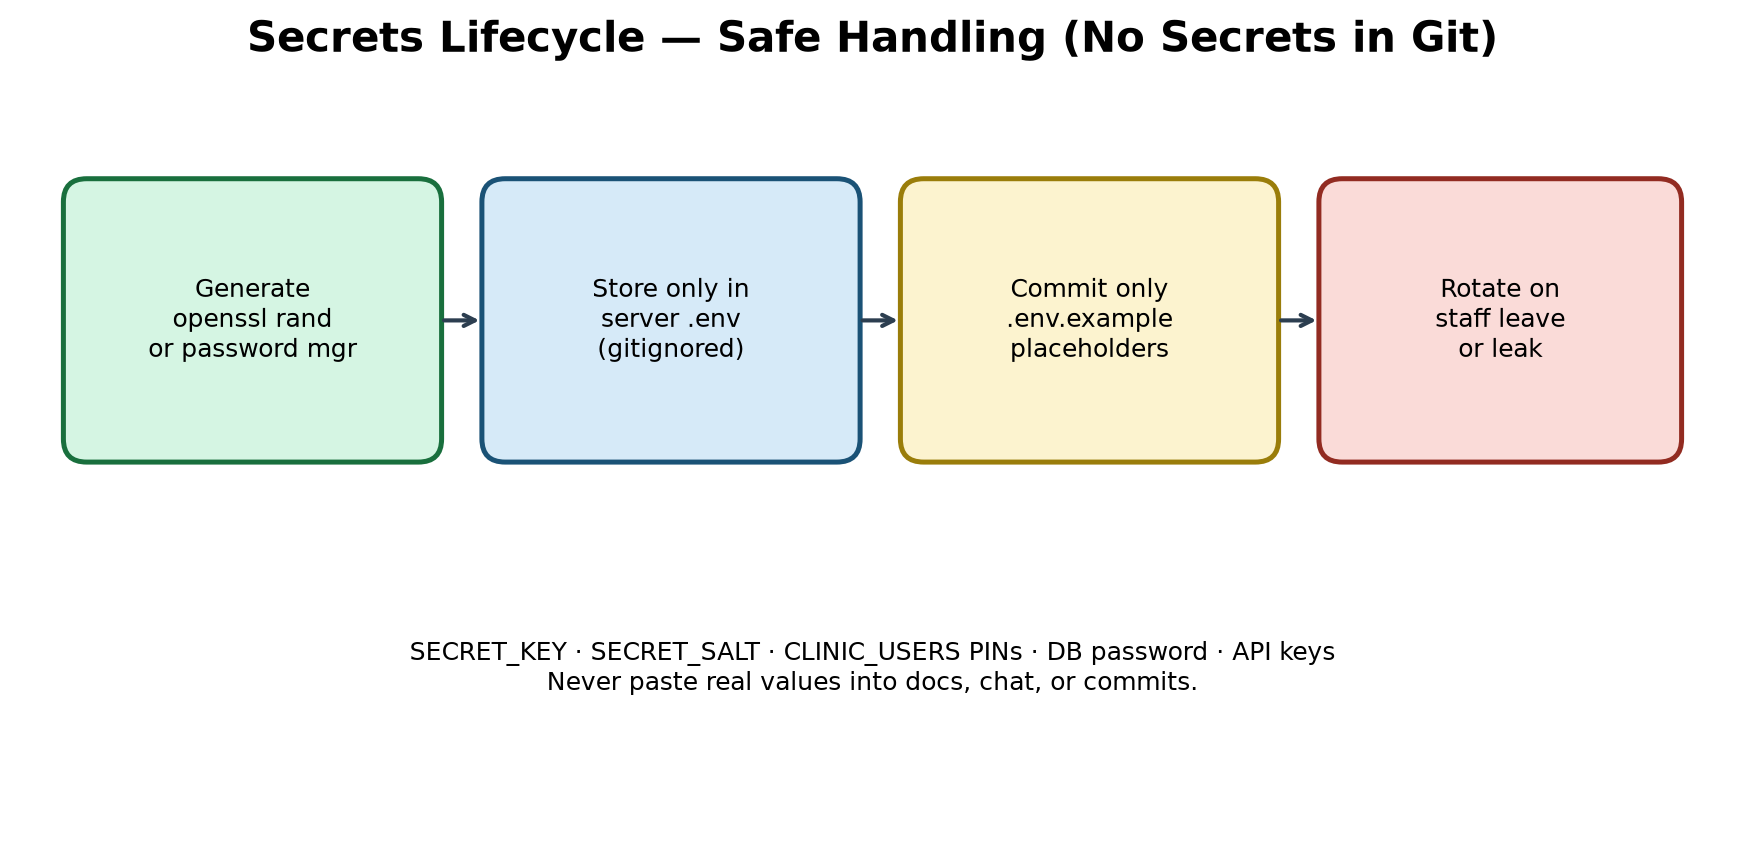 Secrets Lifecycle — Safe Handling (No Secrets in Git)
Generate
openssl rand
or password mgr
Store only in
server .env
(gitignored)
Commit only
.env.example
placeholders
Rotate on
staff leave
or leak
SECRET_KEY · SECRET_SALT · CLINIC_USERS PINs · DB password · API keys
Never paste real values into docs, chat, or commits.